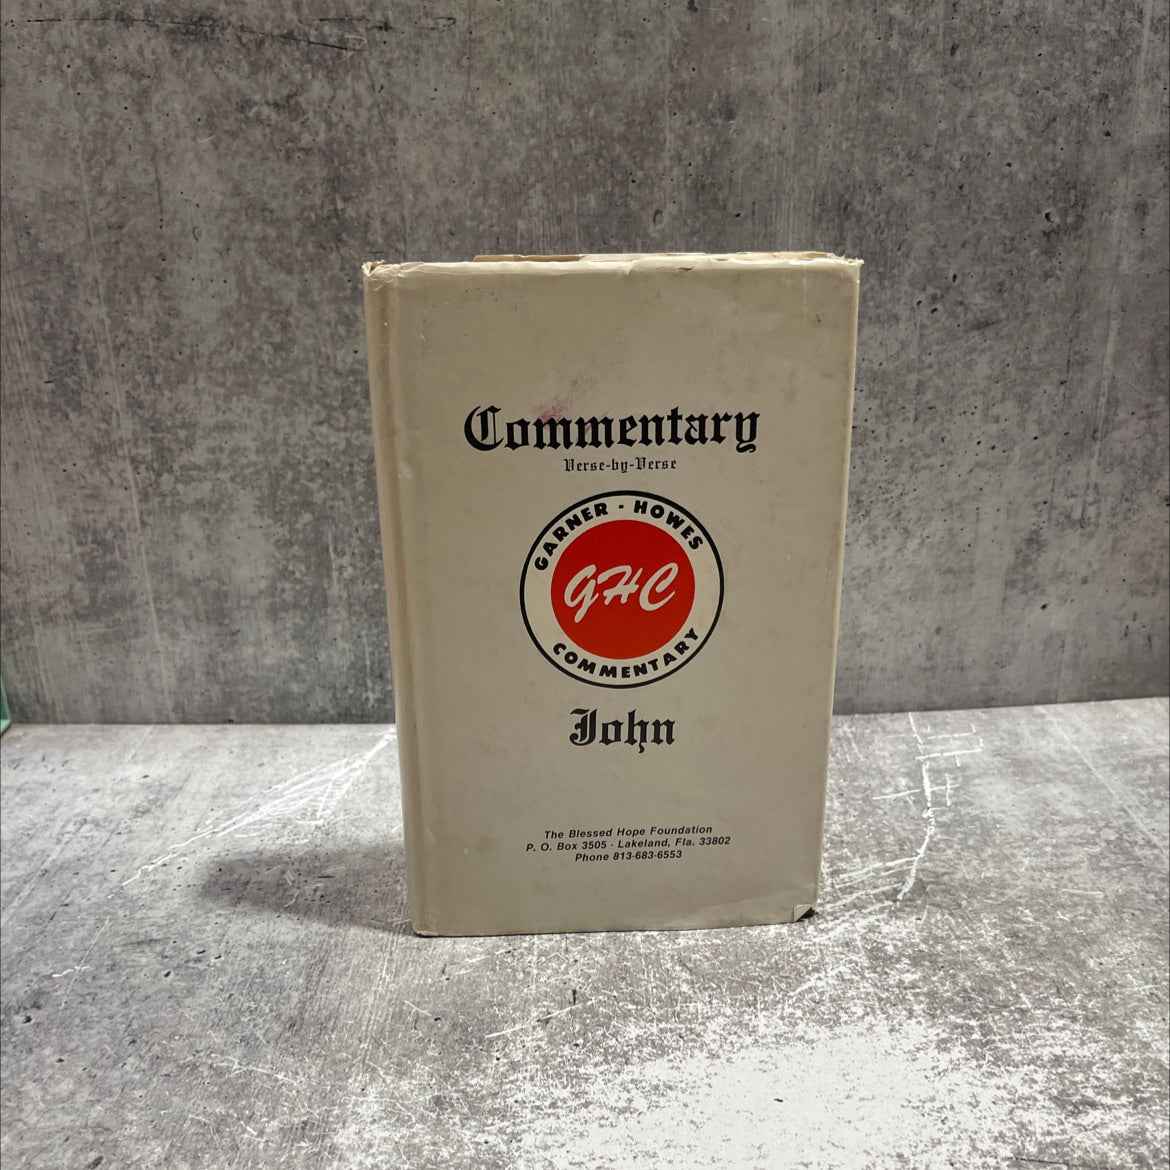 Commentary
Verse-by-Verse
GARNER · HOWES
GHC
COMMENTARY
John
The Blessed Hope Foundation
P. O. Box 3505 · Lakeland, Fla. 33802
Phone 813-683-6553